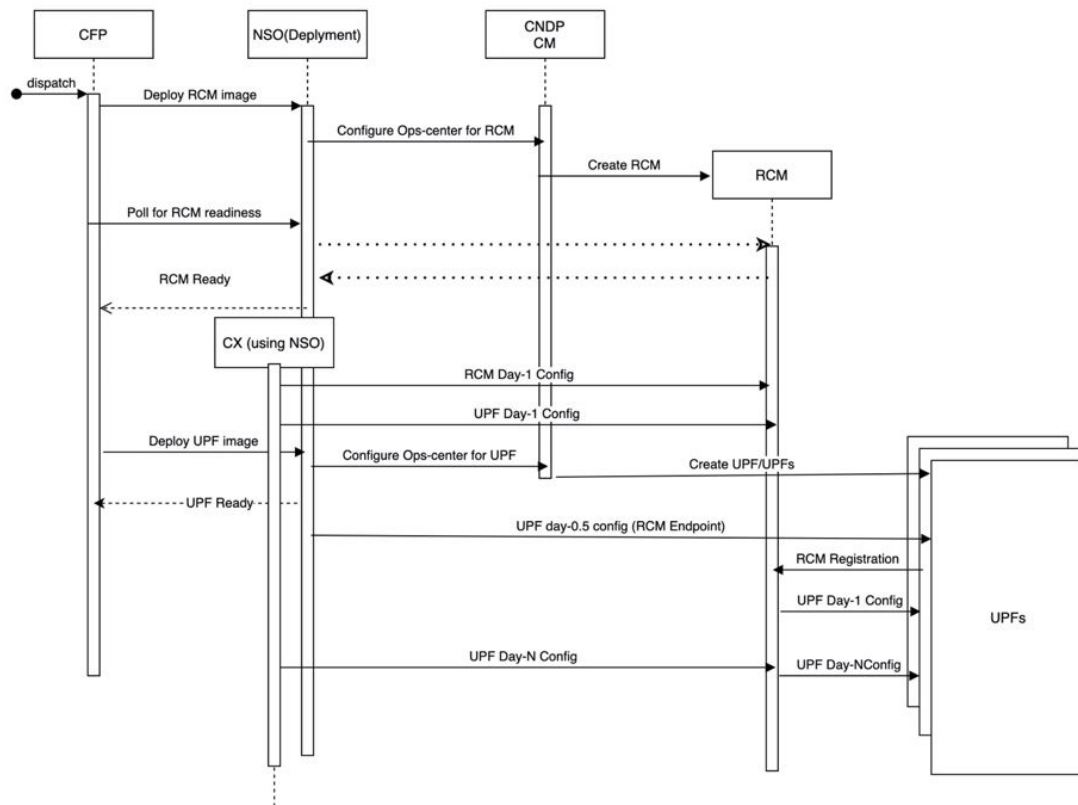 CFP
NSO(Deplyment)
CNDP
CM
dispatch
Deploy RCM image
Configure Ops-center for RCM
Create RCM
RCM
Poll for RCM readiness
RCM Ready
CX (using NSO)
RCM Day-1 Config
UPF Day-1 Config
Deploy UPF image
Configure Ops-center for UPF
Create UPF/UPFs
UPF Ready
UPF day-0.5 config (RCM Endpoint)
RCM Registration
UPF Day-1 Config
UPFs
UPF Day-N Config
UPF Day-NConfig